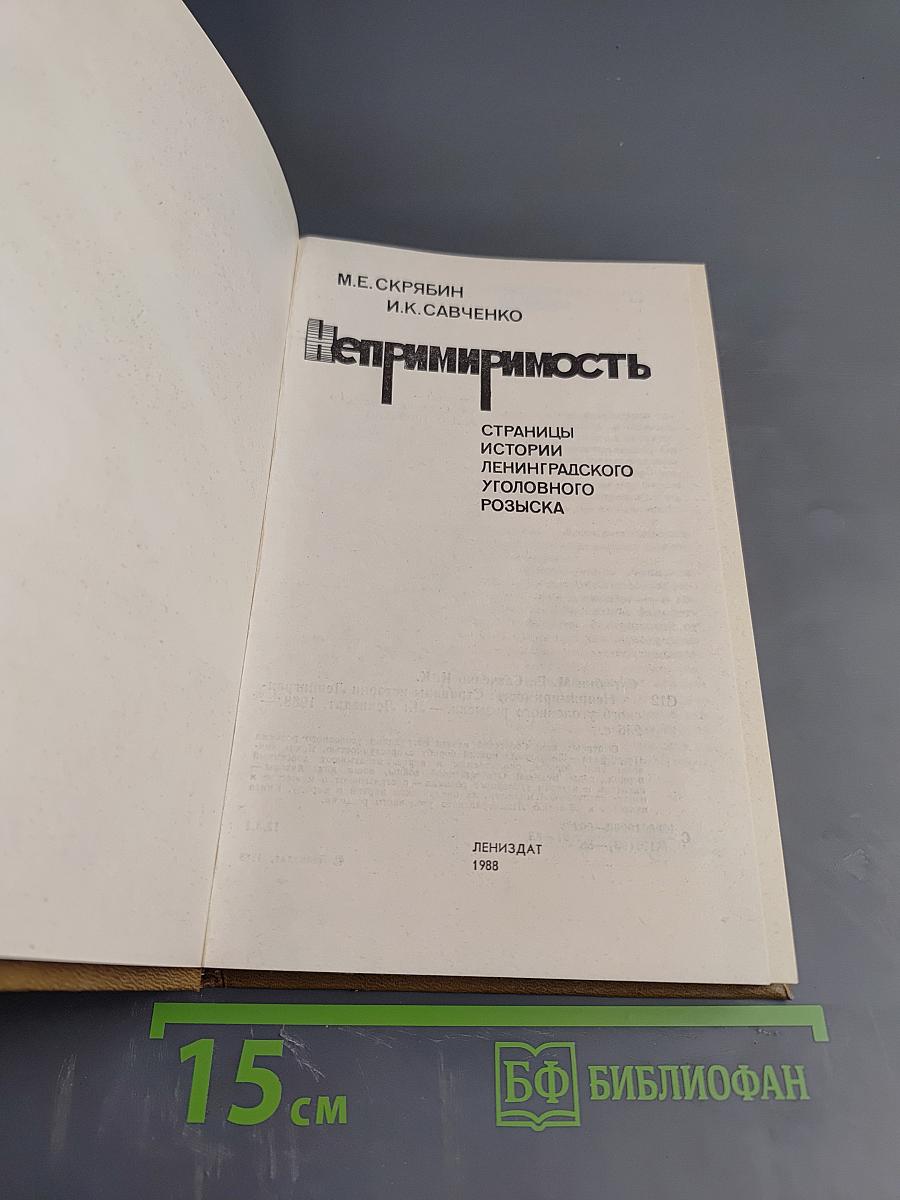 М.Е.СКРЯБИН
И.К.САВЧЕНКО
Непримиримость
СТРАНИЦЫ
ИСТОРИИ
ЛЕНИНГРАДСКОГО
УГОЛОВНОГО
РОЗЫСКА
ЛЕНИЗДАТ
1988
15 см
БФ БИБЛИОФАН